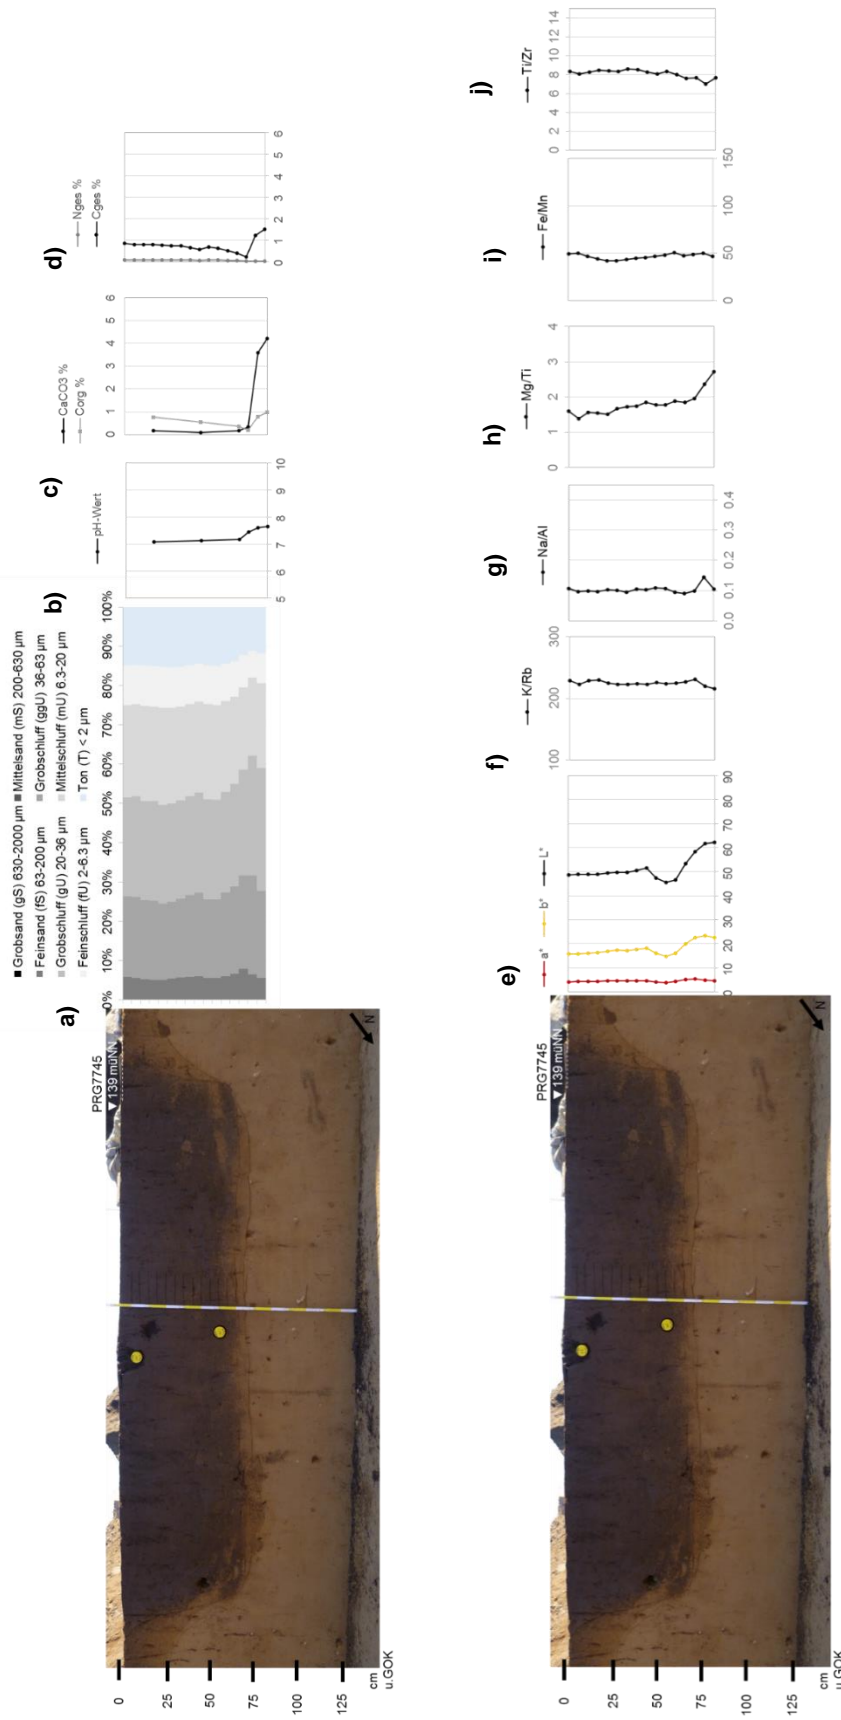 a)
■ Grobsand (gS) 630-2000 µm ■ Mittelsand (mS) 200-630 µm
■ Feinsand (fS) 63-200 µm ■ Grobschluff (ggU) 36-63 µm
■ Grobschluff (gU) 20-36 µm Mittelschluff (mU) 6.3-20 µm
Feinschluff (fU) 2-6.3 µm Ton (T) < 2 µm
0% 10% 20% 30% 40% 50% 60% 70% 80% 90% 100%
b)
pH-Wert
5 6 7 8 9 10
c)
CaCO3 %
Corg %
0 1 2 3 4 5 6
d)
Nges %
Cges %
0 1 2 3 4 5 6
PRG7745
▼139 müNN
N
0
25
50
75
100
125
cm
u.GOK
e)
a* b* L*
0 10 20 30 40 50 60 70 80 90
f)
K/Rb
100 200 300
g)
Na/Al
0.0 0.1 0.2 0.3 0.4
h)
Mg/Ti
0 1 2 3 4
i)
Fe/Mn
0 50 100 150
j)
Ti/Zr
0 2 4 6 8 10 12 14
PRG7745
▼139 müNN
N
0
25
50
75
100
125
cm
u.GOK